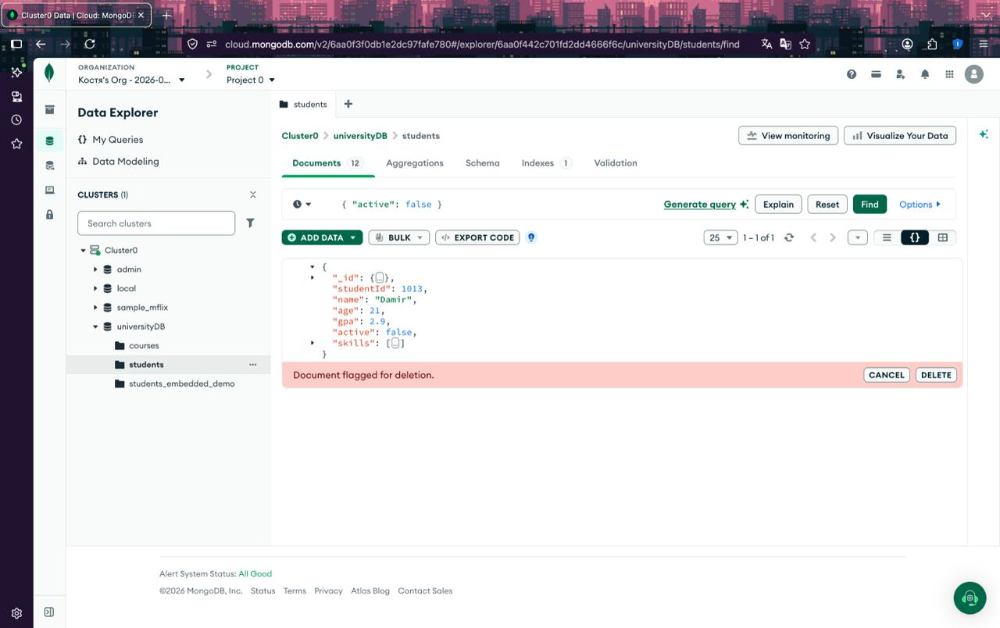 Cluster0 Data | Cloud: MongoDB
cloud.mongodb.com/v2/6aa0f3f0db1e2dc97fafe780#/explorer/6aa0f442c701fd2dd4666f6c/universityDB/students/find
ORGANIZATION
Костя's Org - 2026-0...
PROJECT
Project 0
Data Explorer
{} My Queries
Data Modeling
CLUSTERS (1)
Search clusters
Cluster0
admin
local
sample_mflix
universityDB
courses
students
students_embedded_demo
students
Cluster0 > universityDB > students
View monitoring
Visualize Your Data
Documents 12
Aggregations
Schema
Indexes 1
Validation
{ "active": false }
Generate query
Explain
Reset
Find
Options
ADD DATA
BULK
EXPORT CODE
25
1 – 1 of 1
{}
{
"_id": {…},
"studentId": 1013,
"name": "Damir",
"age": 21,
"gpa": 2.9,
"active": false,
"skills": […]
}
Document flagged for deletion.
CANCEL
DELETE
Alert System Status: All Good
©2026 MongoDB, Inc. Status Terms Privacy Atlas Blog Contact Sales